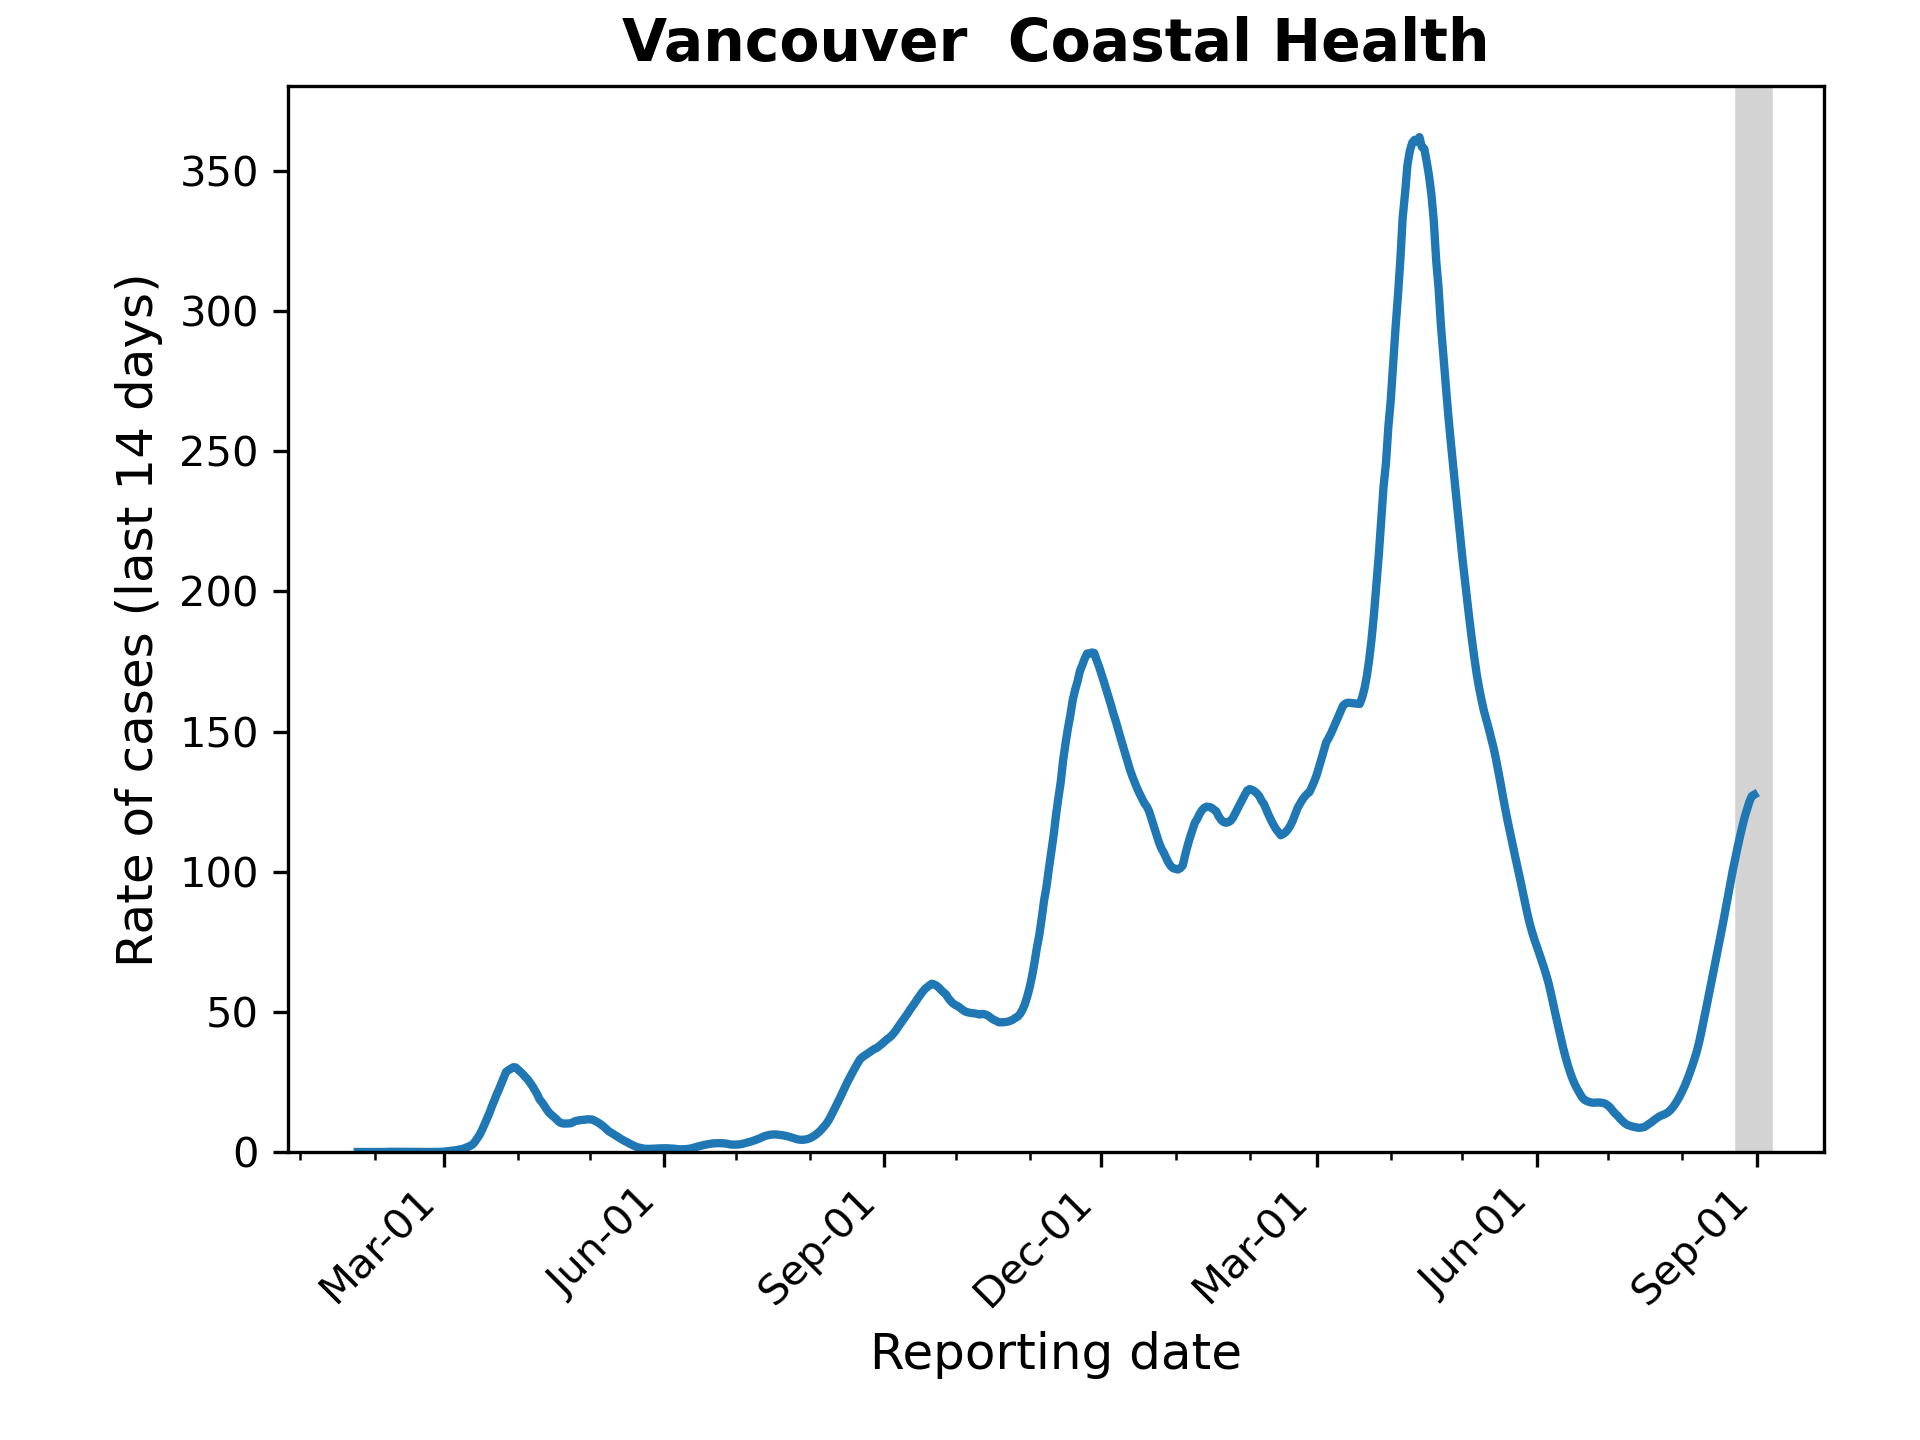 Vancouver  Coastal Health
Rate of cases (last 14 days)
350
300
250
200
150
100
50
0
Mar-01
Jun-01
Sep-01
Dec-01
Mar-01
Jun-01
Sep-01
Reporting date